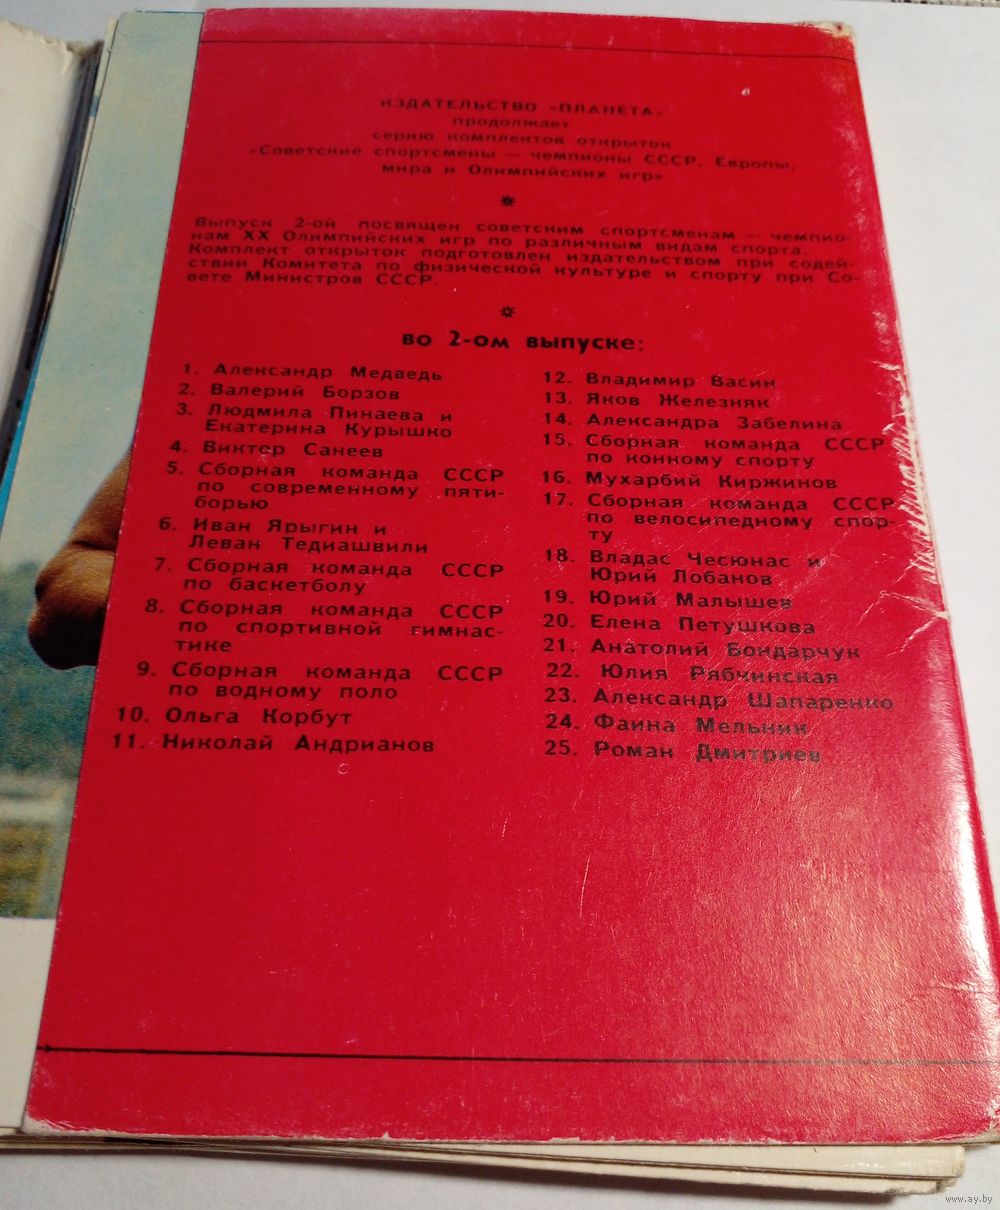 ИЗДАТЕЛЬСТВО «ПЛАНЕТА»
продолжает
серию комплектов открыток
«Советские спортсмены — чемпионы СССР, Европы,
мира и Олимпийских игр»
Выпуск 2-ой посвящен советским спортсменам — чемпио-
нам XX Олимпийских игр по различным видам спорта.
Комплект открыток подготовлен издательством при содей-
ствии Комитета по физической культуре и спорту при Со-
вете Министров СССР.
во 2-ом выпуске:
1. Александр Медведь
2. Валерий Борзов
3. Людмила Пинаева и
Екатерина Курышко
4. Виктор Санеев
5. Сборная команда СССР
по современному пяти-
борью
6. Иван Ярыгин и
Леван Тедиашвили
7. Сборная команда СССР
по баскетболу
8. Сборная команда СССР
по спортивной гимнас-
тике
9. Сборная команда СССР
по водному поло
10. Ольга Корбут
11. Николай Андрианов
12. Владимир Васин
13. Яков Железняк
14. Александра Забелина
15. Сборная команда СССР
по конному спорту
16. Мухарбий Киржинов
17. Сборная команда СССР
по велосипедному спор-
ту
18. Владас Чесюнас и
Юрий Лобанов
19. Юрий Малышев
20. Елена Петушкова
21. Анатолий Бондарчук
22. Юлия Рябчинская
23. Александр Шапаренко
24. Фаина Мельник
25. Роман Дмитриев
www.ay.by